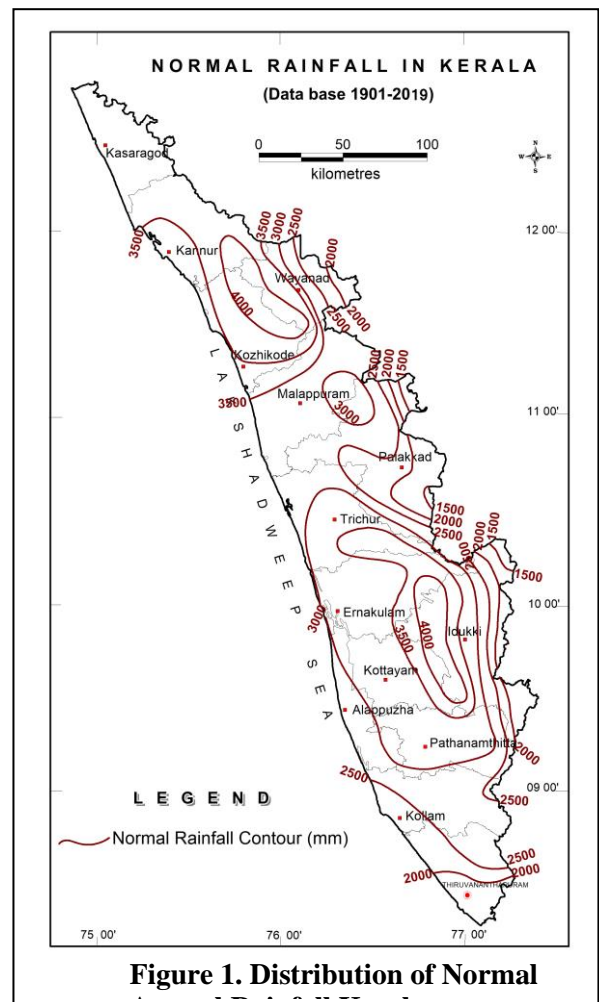 NORMAL RAINFALL IN KERALA
(Data base 1901-2019)
0 50 100
kilometres
N
W E
S
Kasaragod
12 00'
3500
3000
2500
2000
3500
Kannur
Wayanad
4000
2500
2000
Kozhikode
3500
Malappuram
3000
2500
2000
1500
11 00'
Palakkad
1500
2000
2500
Trichur
2500
2000
1500
1500
LAKSHADWEEP SEA
3000
Ernakulam
3500
4000
Idukki
10 00'
Kottayam
Alappuzha
Pathanamthitta
2000
2500
2500
09 00'
LEGEND
Normal Rainfall Contour (mm)
Kollam
2500
2000
2000
THIRUVANANTHAPURAM
75 00' 76 00' 77 00'
Figure 1. Distribution of Normal